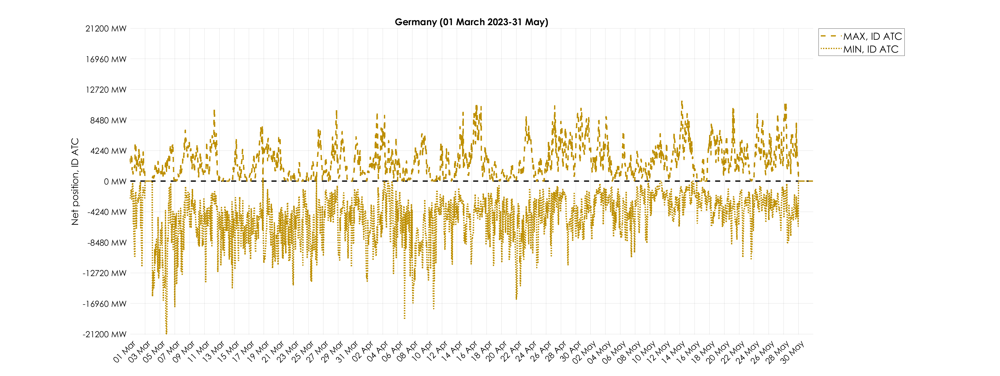 Germany (01 March 2023-31 May)
MAX, ID ATC
MIN, ID ATC
Net position, ID ATC
21200 MW
16960 MW
12720 MW
8480 MW
4240 MW
0 MW
-4240 MW
-8480 MW
-12720 MW
-16960 MW
-21200 MW
01 Mar
03 Mar
05 Mar
07 Mar
09 Mar
11 Mar
13 Mar
15 Mar
17 Mar
19 Mar
21 Mar
23 Mar
25 Mar
27 Mar
29 Mar
31 Mar
02 Apr
04 Apr
06 Apr
08 Apr
10 Apr
12 Apr
14 Apr
16 Apr
18 Apr
20 Apr
22 Apr
24 Apr
26 Apr
28 Apr
30 Apr
02 May
04 May
06 May
08 May
10 May
12 May
14 May
16 May
18 May
20 May
22 May
24 May
26 May
28 May
30 May